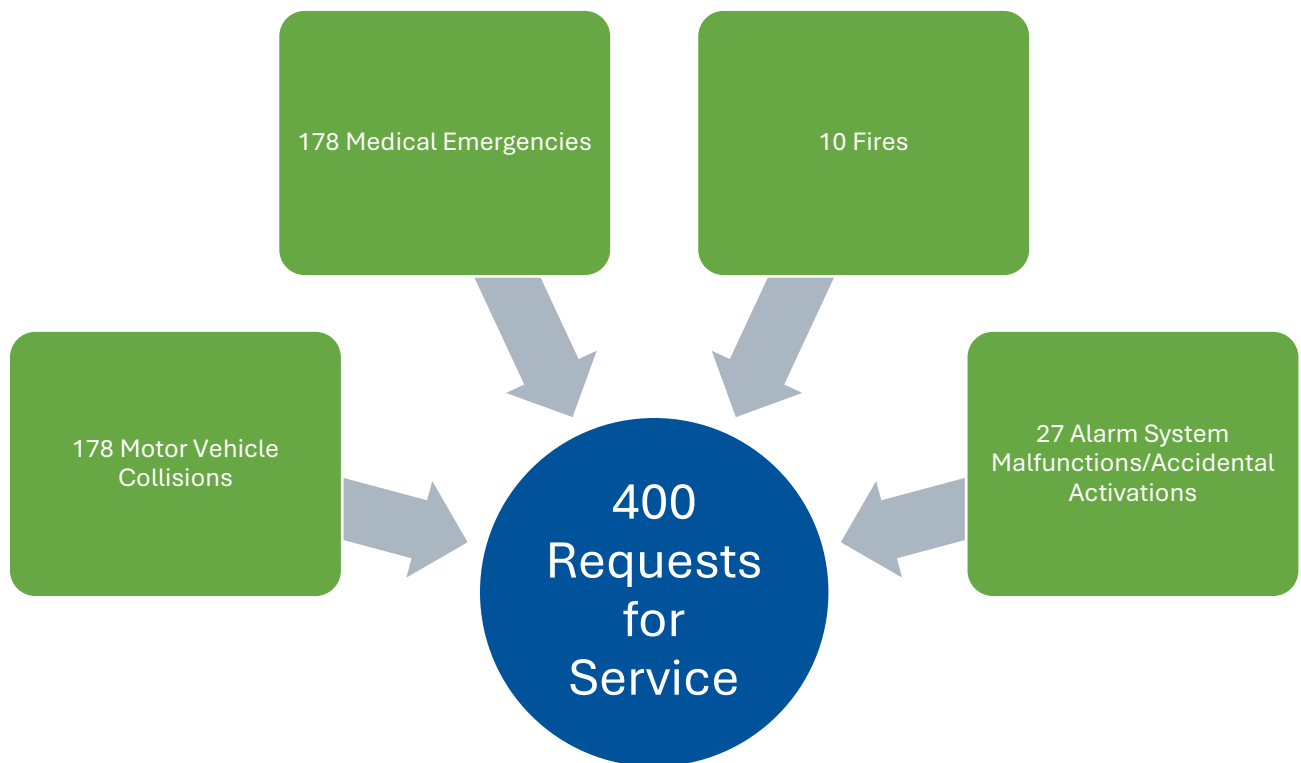 178 Medical Emergencies
10 Fires
178 Motor Vehicle
Collisions
27 Alarm System
Malfunctions/Accidental
Activations
400
Requests
for
Service